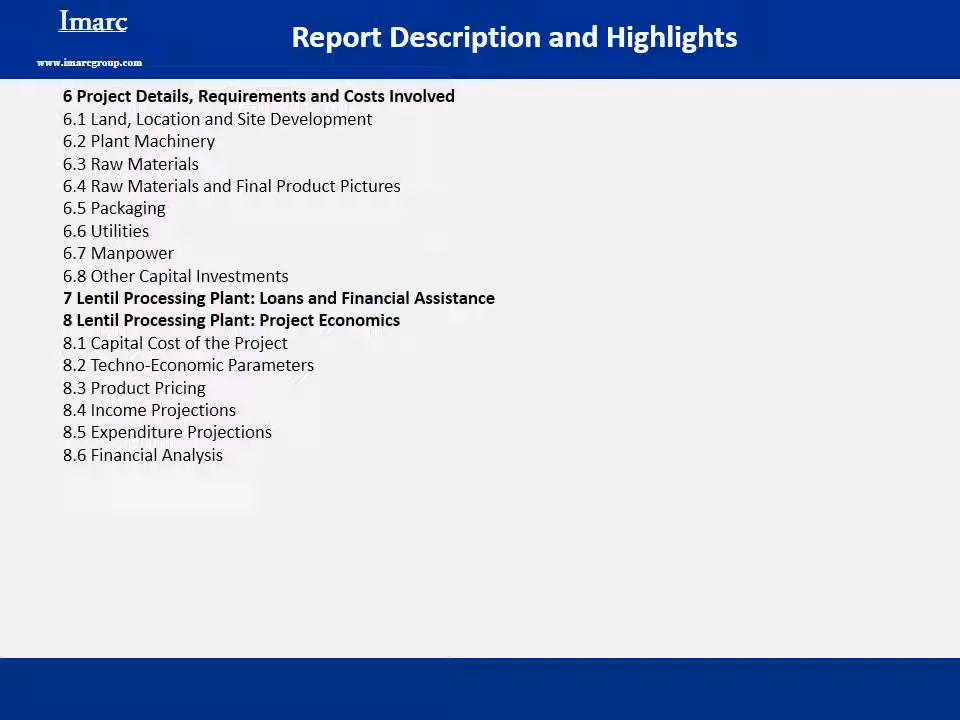 Imarc
www.imarcgroup.com
Report Description and Highlights
6 Project Details, Requirements and Costs Involved
6.1 Land, Location and Site Development
6.2 Plant Machinery
6.3 Raw Materials
6.4 Raw Materials and Final Product Pictures
6.5 Packaging
6.6 Utilities
6.7 Manpower
6.8 Other Capital Investments
7 Lentil Processing Plant: Loans and Financial Assistance
8 Lentil Processing Plant: Project Economics
8.1 Capital Cost of the Project
8.2 Techno-Economic Parameters
8.3 Product Pricing
8.4 Income Projections
8.5 Expenditure Projections
8.6 Financial Analysis